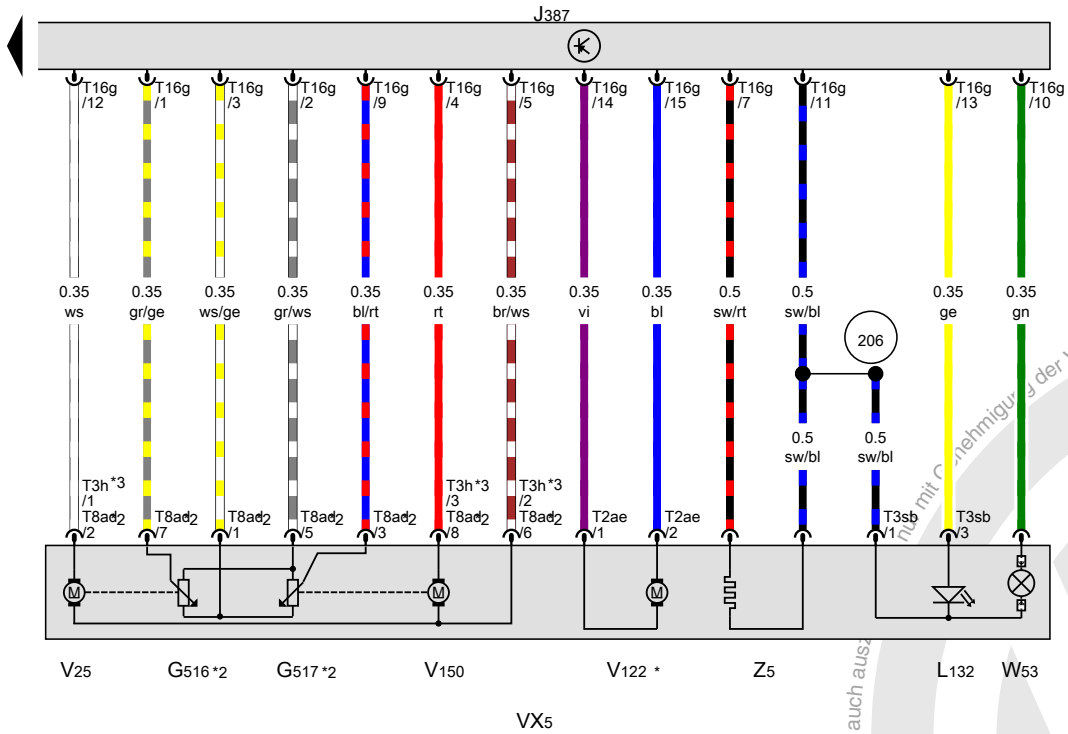 J387
T16g T16g T16g T16g T16g T16g T16g T16g T16g T16g T16g T16g T16g
/12 /1 /3 /2 /9 /4 /5 /14 /15 /7 /11 /13 /10
0.35 0.35 0.35 0.35 0.35 0.35 0.35 0.35 0.35 0.5 0.5 0.35 0.35
ws gr/ge ws/ge gr/ws bl/rt rt br/ws vi bl sw/rt sw/bl ge gn
206
0.5 0.5
sw/bl sw/bl
T3h*3 T3h*3 T3h*3
/1 /3 /2
T8ad*2 T8ad*2 T8ad*2 T8ad*2 T8ad*2 T8ad*2 T8ad*2 T2ae T2ae T3sb T3sb
/2 /7 /1 /5 /3 /8 /6 /1 /2 /1 /3
M M M
V25 G516 *2 G517 *2 V150 V122 * Z5 L132 W53
VX5
auch ausz
nur mit Genehmigung der